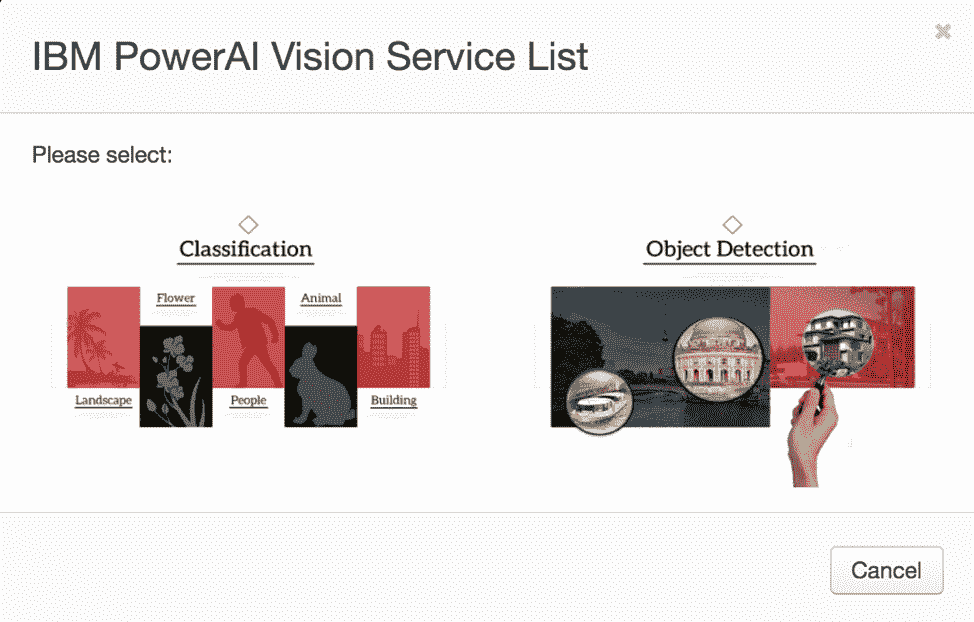 IBM PowerAI Vision Service List
Please select:
Classification
Flower
Animal
Landscape
People
Building
Object Detection
Cancel